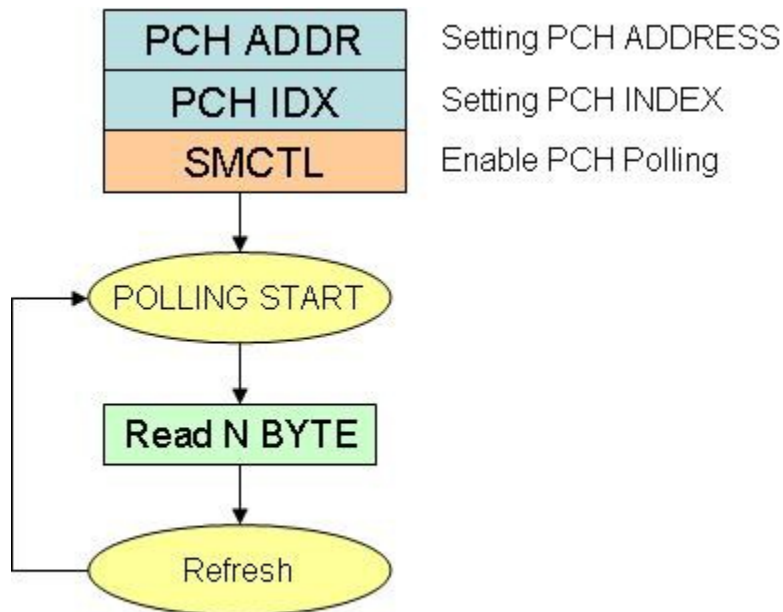 PCH ADDR Setting PCH ADDRESS
PCH IDX Setting PCH INDEX
SMCTL Enable PCH Polling
POLLING START
Read N BYTE
Refresh